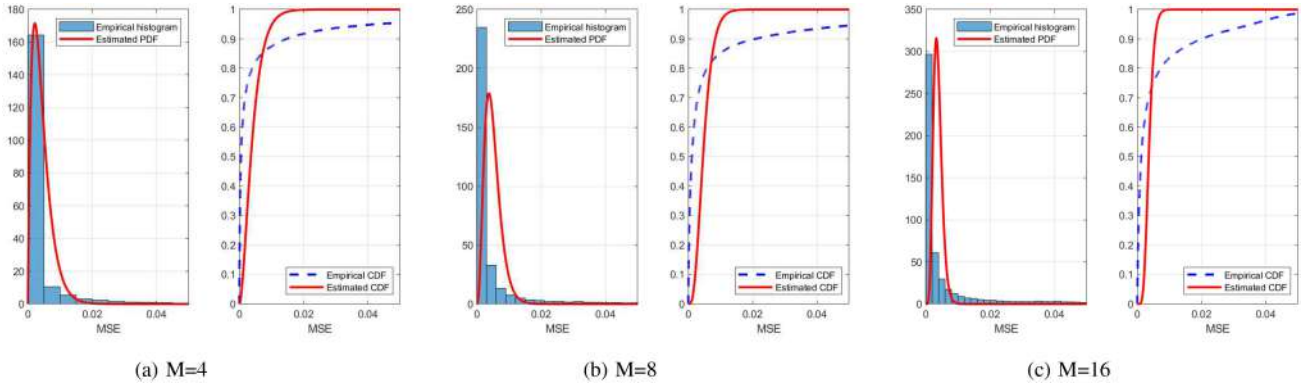 180
160
140
120
100
80
60
40
20
0
0 0.02 0.04
MSE
Empirical histogram
Estimated PDF
1
0.9
0.8
0.7
0.6
0.5
0.4
0.3
0.2
0.1
0
0 0.02 0.04
MSE
Empirical CDF
Estimated CDF
(a) M=4
250
200
150
100
50
0
0 0.02 0.04
MSE
Empirical histogram
Estimated PDF
1
0.9
0.8
0.7
0.6
0.5
0.4
0.3
0.2
0.1
0
0 0.02 0.04
MSE
Empirical CDF
Estimated CDF
(b) M=8
350
300
250
200
150
100
50
0
0 0.02 0.04
MSE
Empirical histogram
Estimated PDF
1
0.9
0.8
0.7
0.6
0.5
0.4
0.3
0.2
0.1
0
0 0.02 0.04
MSE
Empirical CDF
Estimated CDF
(c) M=16